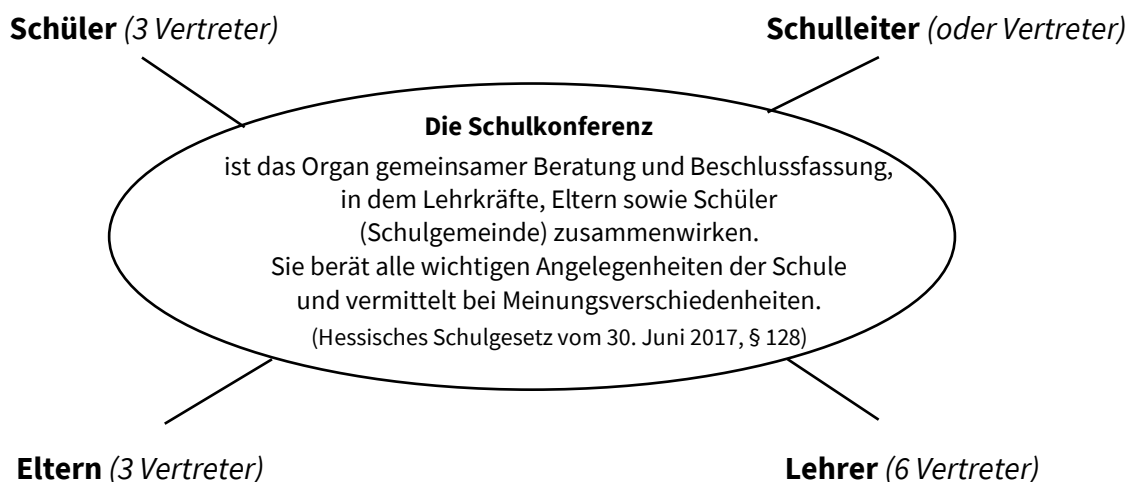 Schüler (3 Vertreter)
Schulleiter (oder Vertreter)
Die Schulkonferenz
ist das Organ gemeinsamer Beratung und Beschlussfassung,
in dem Lehrkräfte, Eltern sowie Schüler
(Schulgemeinde) zusammenwirken.
Sie berät alle wichtigen Angelegenheiten der Schule
und vermittelt bei Meinungsverschiedenheiten.
(Hessisches Schulgesetz vom 30. Juni 2017, § 128)
Eltern (3 Vertreter)
Lehrer (6 Vertreter)